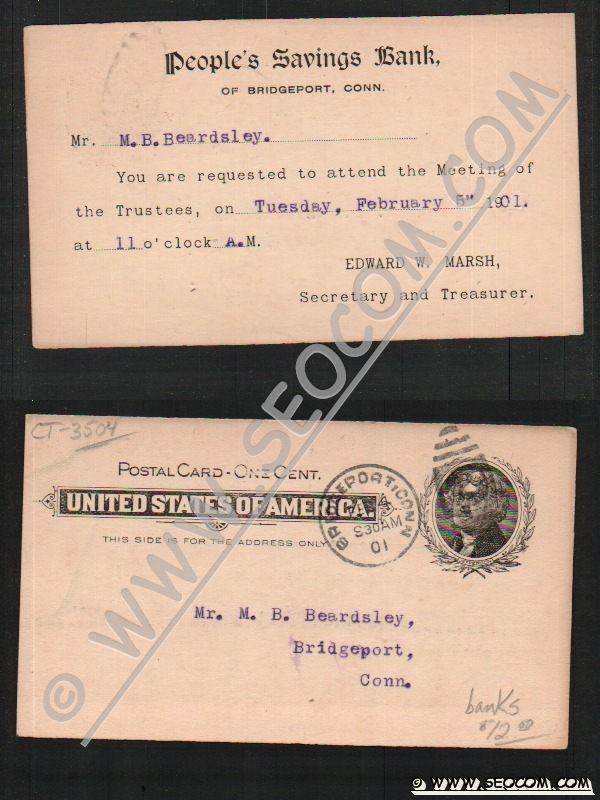 People's Savings Bank,
OF BRIDGEPORT, CONN.
Mr. M.B.Beardsley.
You are requested to attend the Meeting of
the Trustees, on Tuesday, February 5" 1901.
at 11 o'clock A.M.
EDWARD W. MARSH,
Secretary and Treasurer.
CT-3504
POSTAL CARD - ONE CENT.
UNITED STATES OF AMERICA.
THIS SIDE IS FOR THE ADDRESS ONLY
BRIDGEPORT, CONN
930AM
01
Mr. M. B. Beardsley,
Bridgeport,
Conn.
banks
$12.00
© WWW.SEOCOM.COM
© WWW.SEOCOM.COM